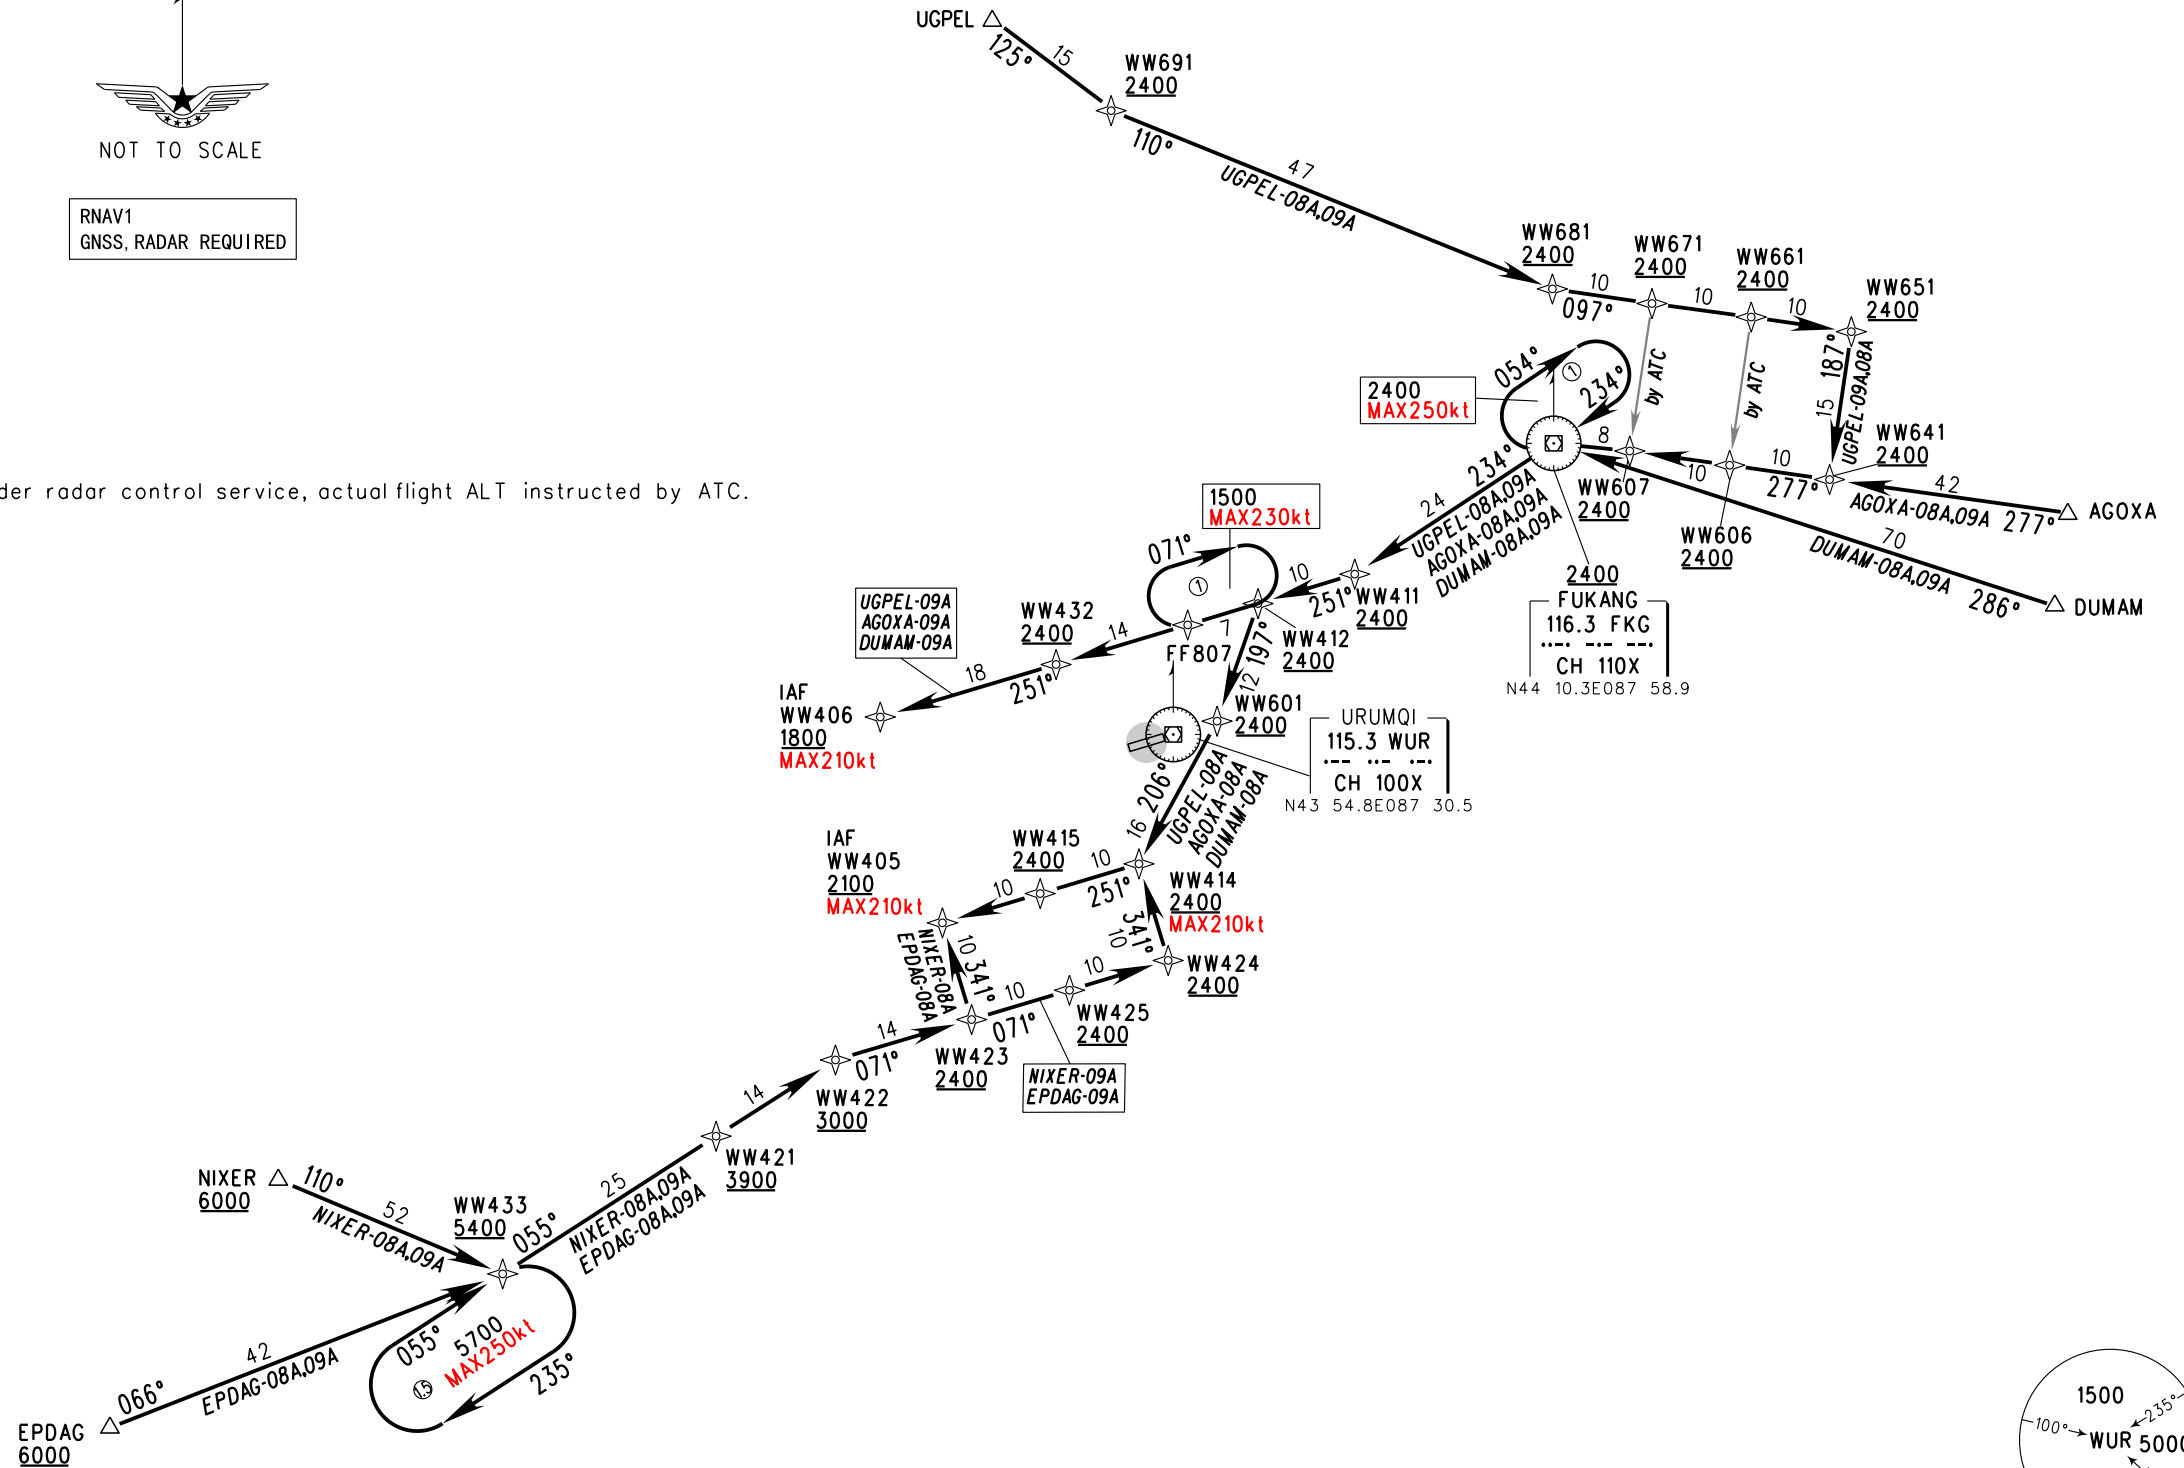 NOT TO SCALE
RNAV1
GNSS, RADAR REQUIRED
der radar control service, actual flight ALT instructed by ATC.
UGPEL
125°
15
WW691
2400
110°
47
UGPEL-08A,09A
WW681
2400
10
097°
WW671
2400
10
WW661
2400
10
WW651
2400
187°
15
UGPEL-09A,08A
by ATC
by ATC
WW641
2400
42
AGOXA-08A,09A
277°
AGOXA
10
277°
10
8
WW607
2400
WW606
2400
70
DUMAM-08A,09A
286°
DUMAM
054°
1
234°
2400
MAX250kt
234°
24
UGPEL-08A,09A
AGOXA-08A,09A
DUMAM-08A,09A
2400
FUKANG
116.3 FKG
CH 110X
N44 10.3E087 58.9
1500
MAX230kt
071°
1
10
251°
WW411
2400
WW412
2400
7
FF807
197°
12
14
WW432
2400
UGPEL-09A
AGOXA-09A
DUMAM-09A
18
251°
IAF
WW406
1800
MAX210kt
WW601
2400
URUMQI
115.3 WUR
CH 100X
N43 54.8E087 30.5
206°
16
UGPEL-08A
AGOXA-08A
DUMAM-08A
IAF
WW405
2100
MAX210kt
WW415
2400
10
10
251°
WW414
2400
MAX210kt
341°
10
WW424
2400
10
341°
NIXER-08A
EPDAG-08A
10
071°
10
WW425
2400
NIXER-09A
EPDAG-09A
WW423
2400
14
071°
WW422
3000
14
WW421
3900
25
055°
NIXER-08A,09A
EPDAG-08A,09A
NIXER
6000
110°
52
NIXER-08A,09A
WW433
5400
055°
5700
MAX250kt
1.5
235°
42
066°
EPDAG-08A,09A
EPDAG
6000
1500
100°
235°
WUR 5000